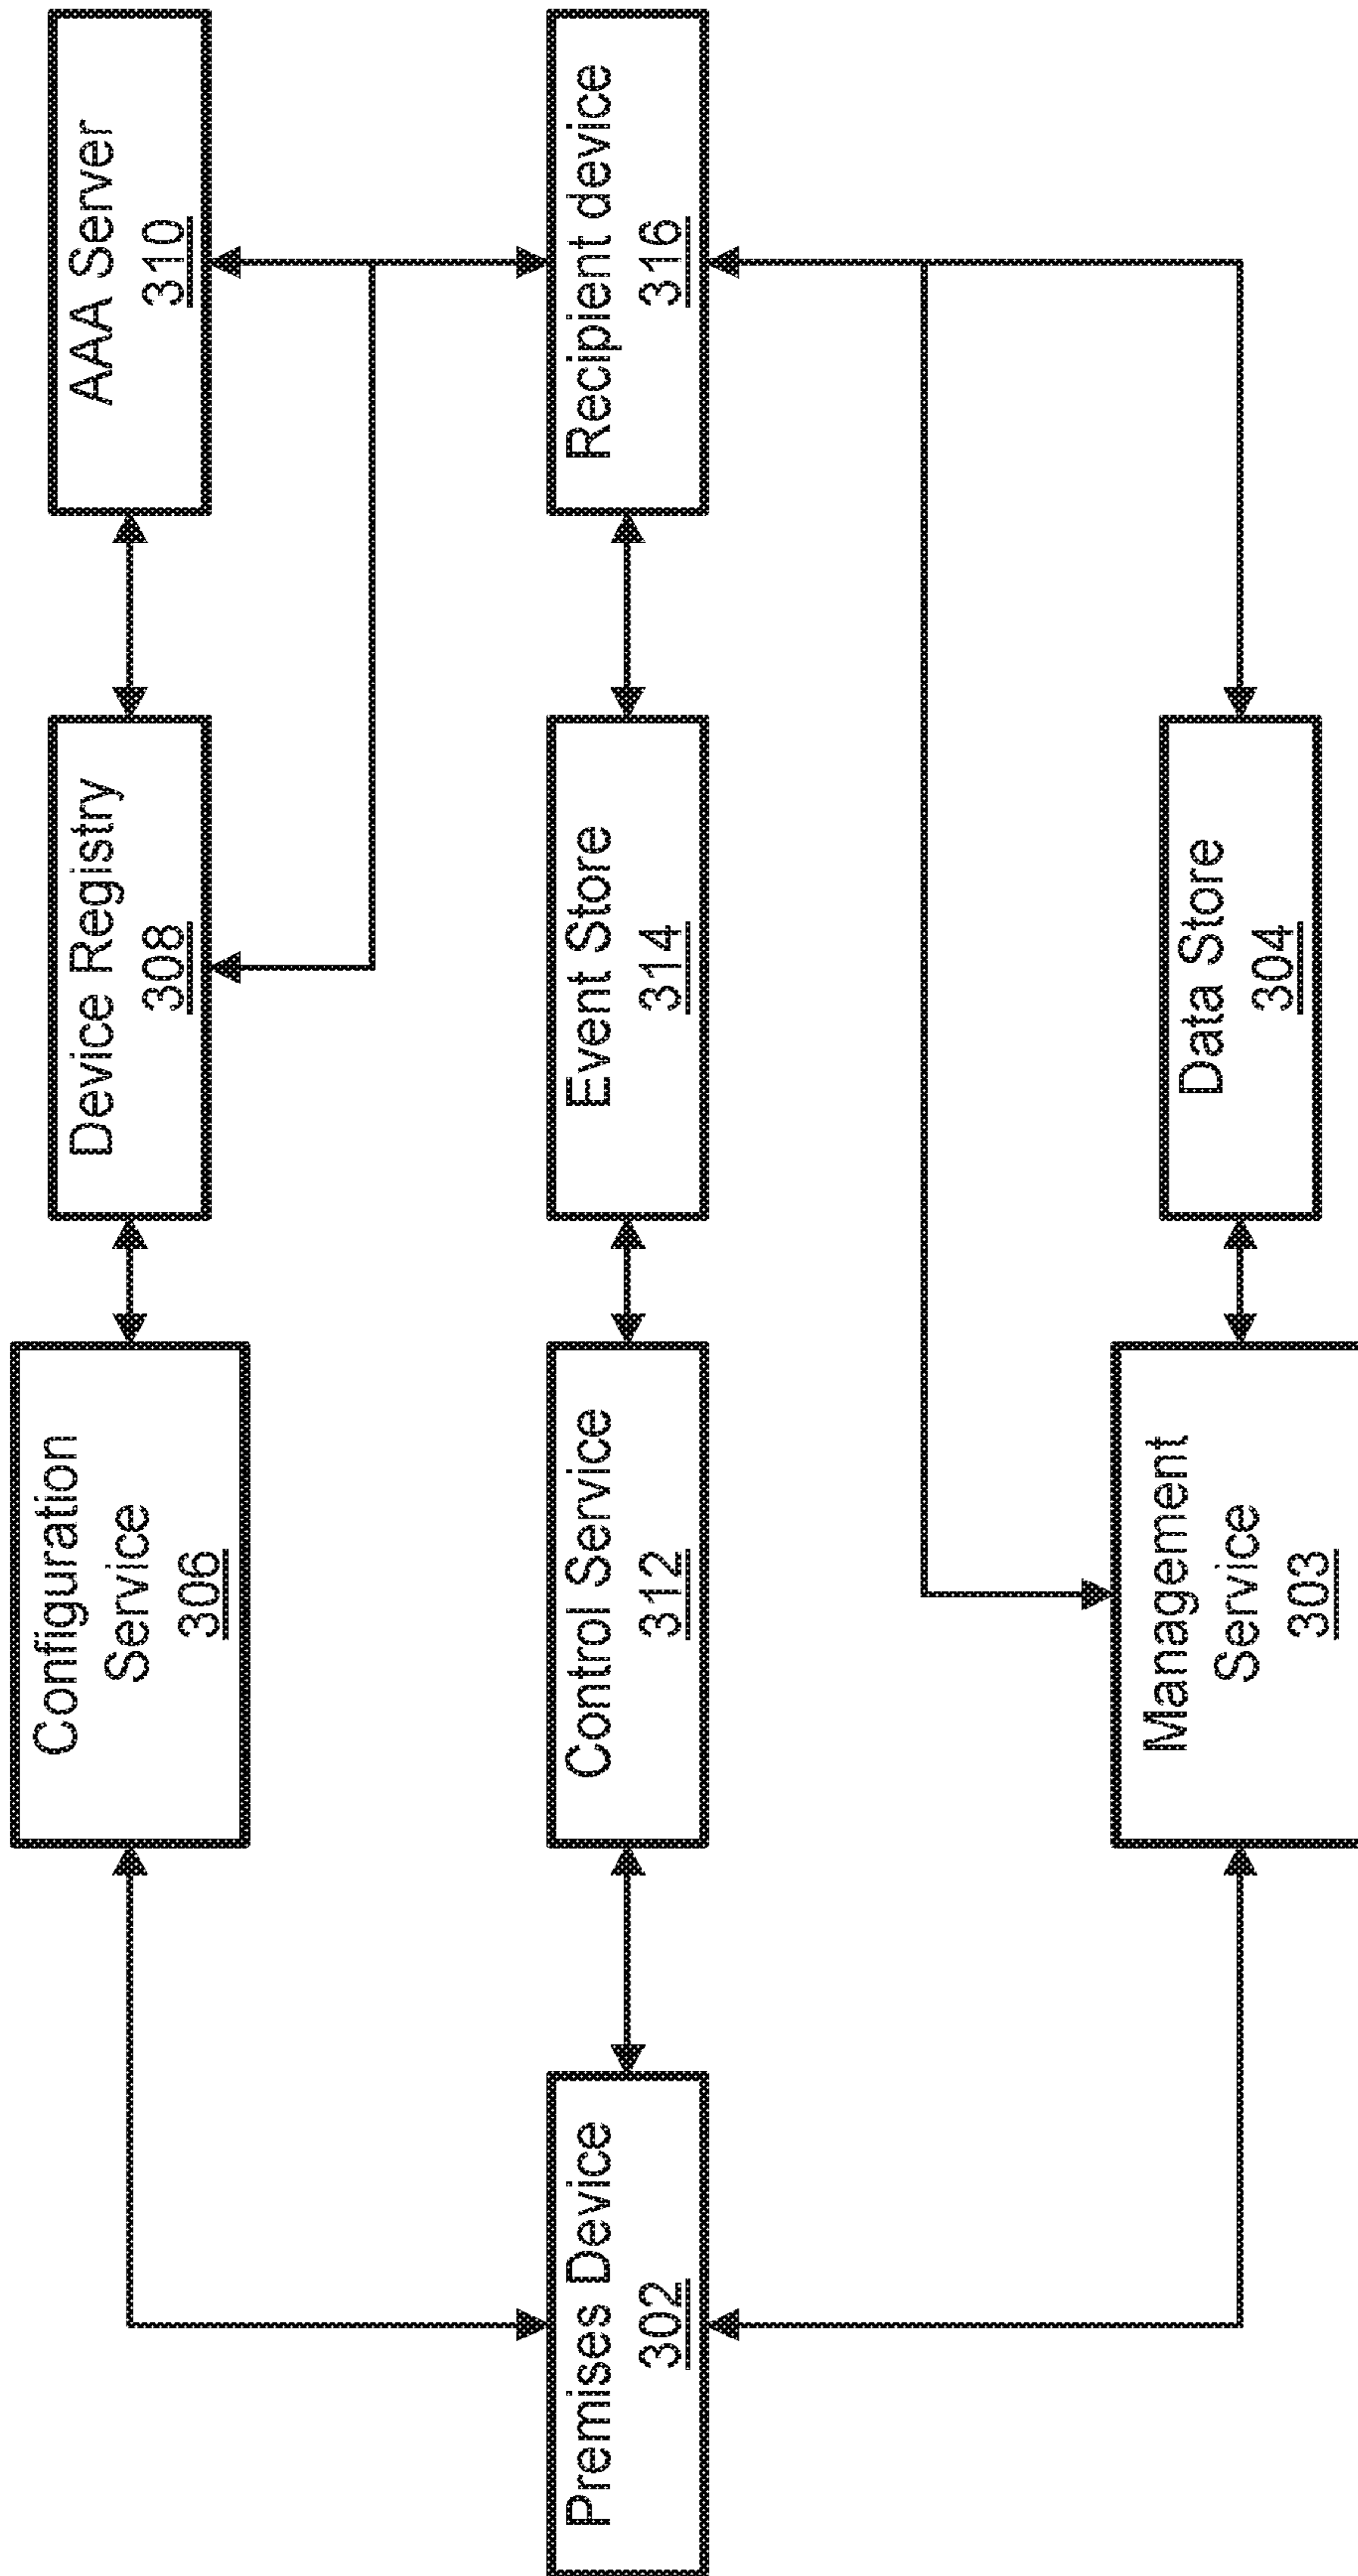 Configuration
Service
306
Device Registry
308
AAA Server
310
Premises Device
302
Control Service
312
Event Store
314
Recipient device
316
Management
Service
303
Data Store
304